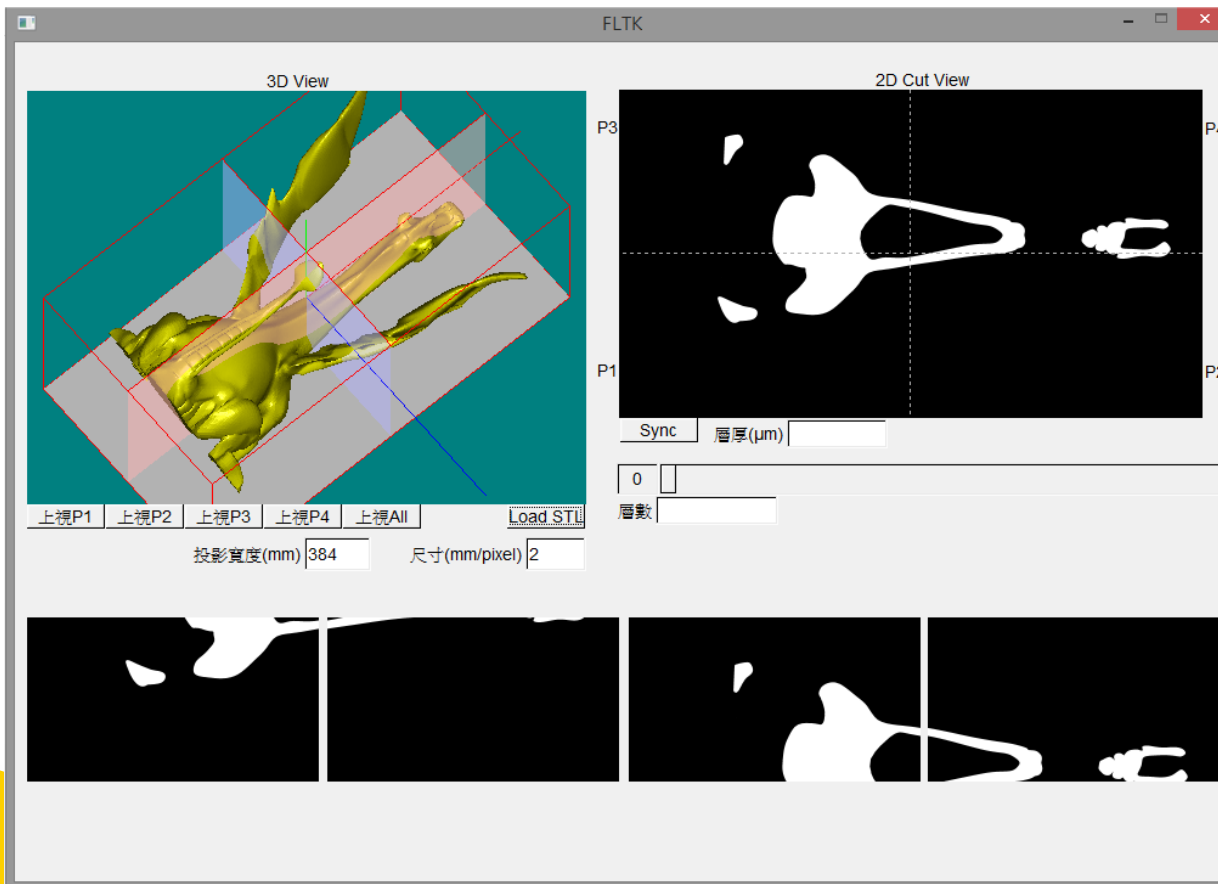 FLTK
3D View
2D Cut View
P3
P4
P1
P2
Sync
層厚(μm)
0
層數
上視P1
上視P2
上視P3
上視P4
上視All
Load STL
投影寬度(mm)
384
尺寸(mm/pixel)
2